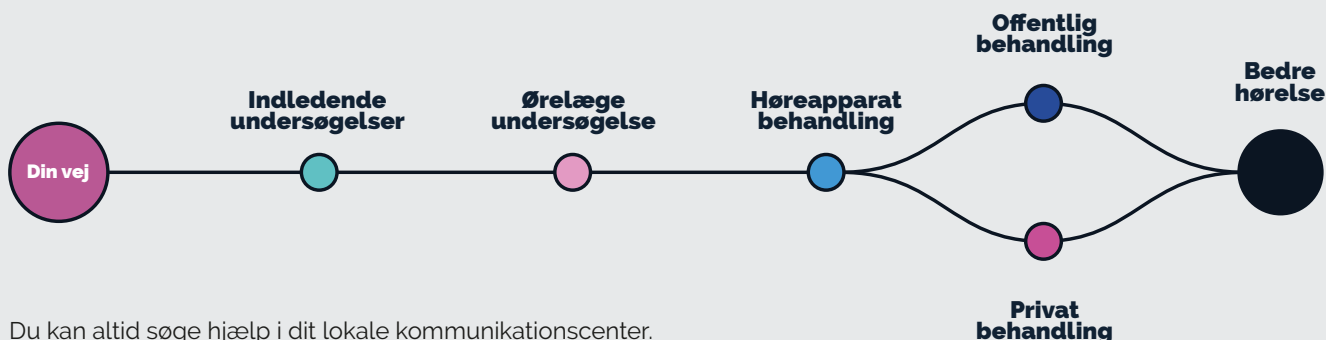 Din vej
Indledende
undersøgelser
Ørelæge
undersøgelse
Høreapparat
behandling
Offentlig
behandling
Privat
behandling
Bedre
hørelse
Du kan altid søge hjælp i dit lokale kommunikationscenter.